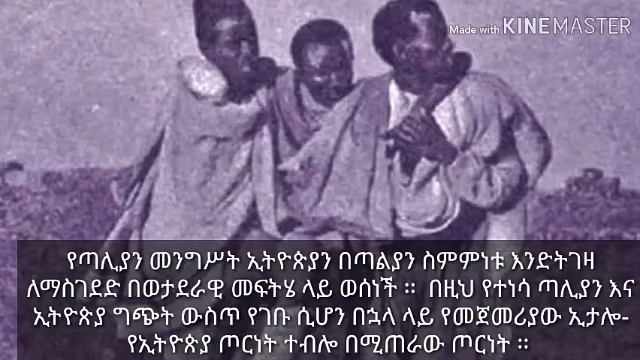 Made with KINEMASTER
የጣሊያን መንግሥት ኢትዮጵያን በጣልያን ስምምነቱ እንድትገዛ
ለማስገደድ በወታደራዊ መፍትሄ ላይ ወሰነች ። በዚህ የተነሳ ጣሊያን እና
ኢትዮጵያ ግጭት ውስጥ የገቡ ሲሆን በኋላ ላይ የመጀመሪያው ኢታሎ-
የኢትዮጵያ ጦርነት ተብሎ በሚጠራው ጦርነት ፡፡